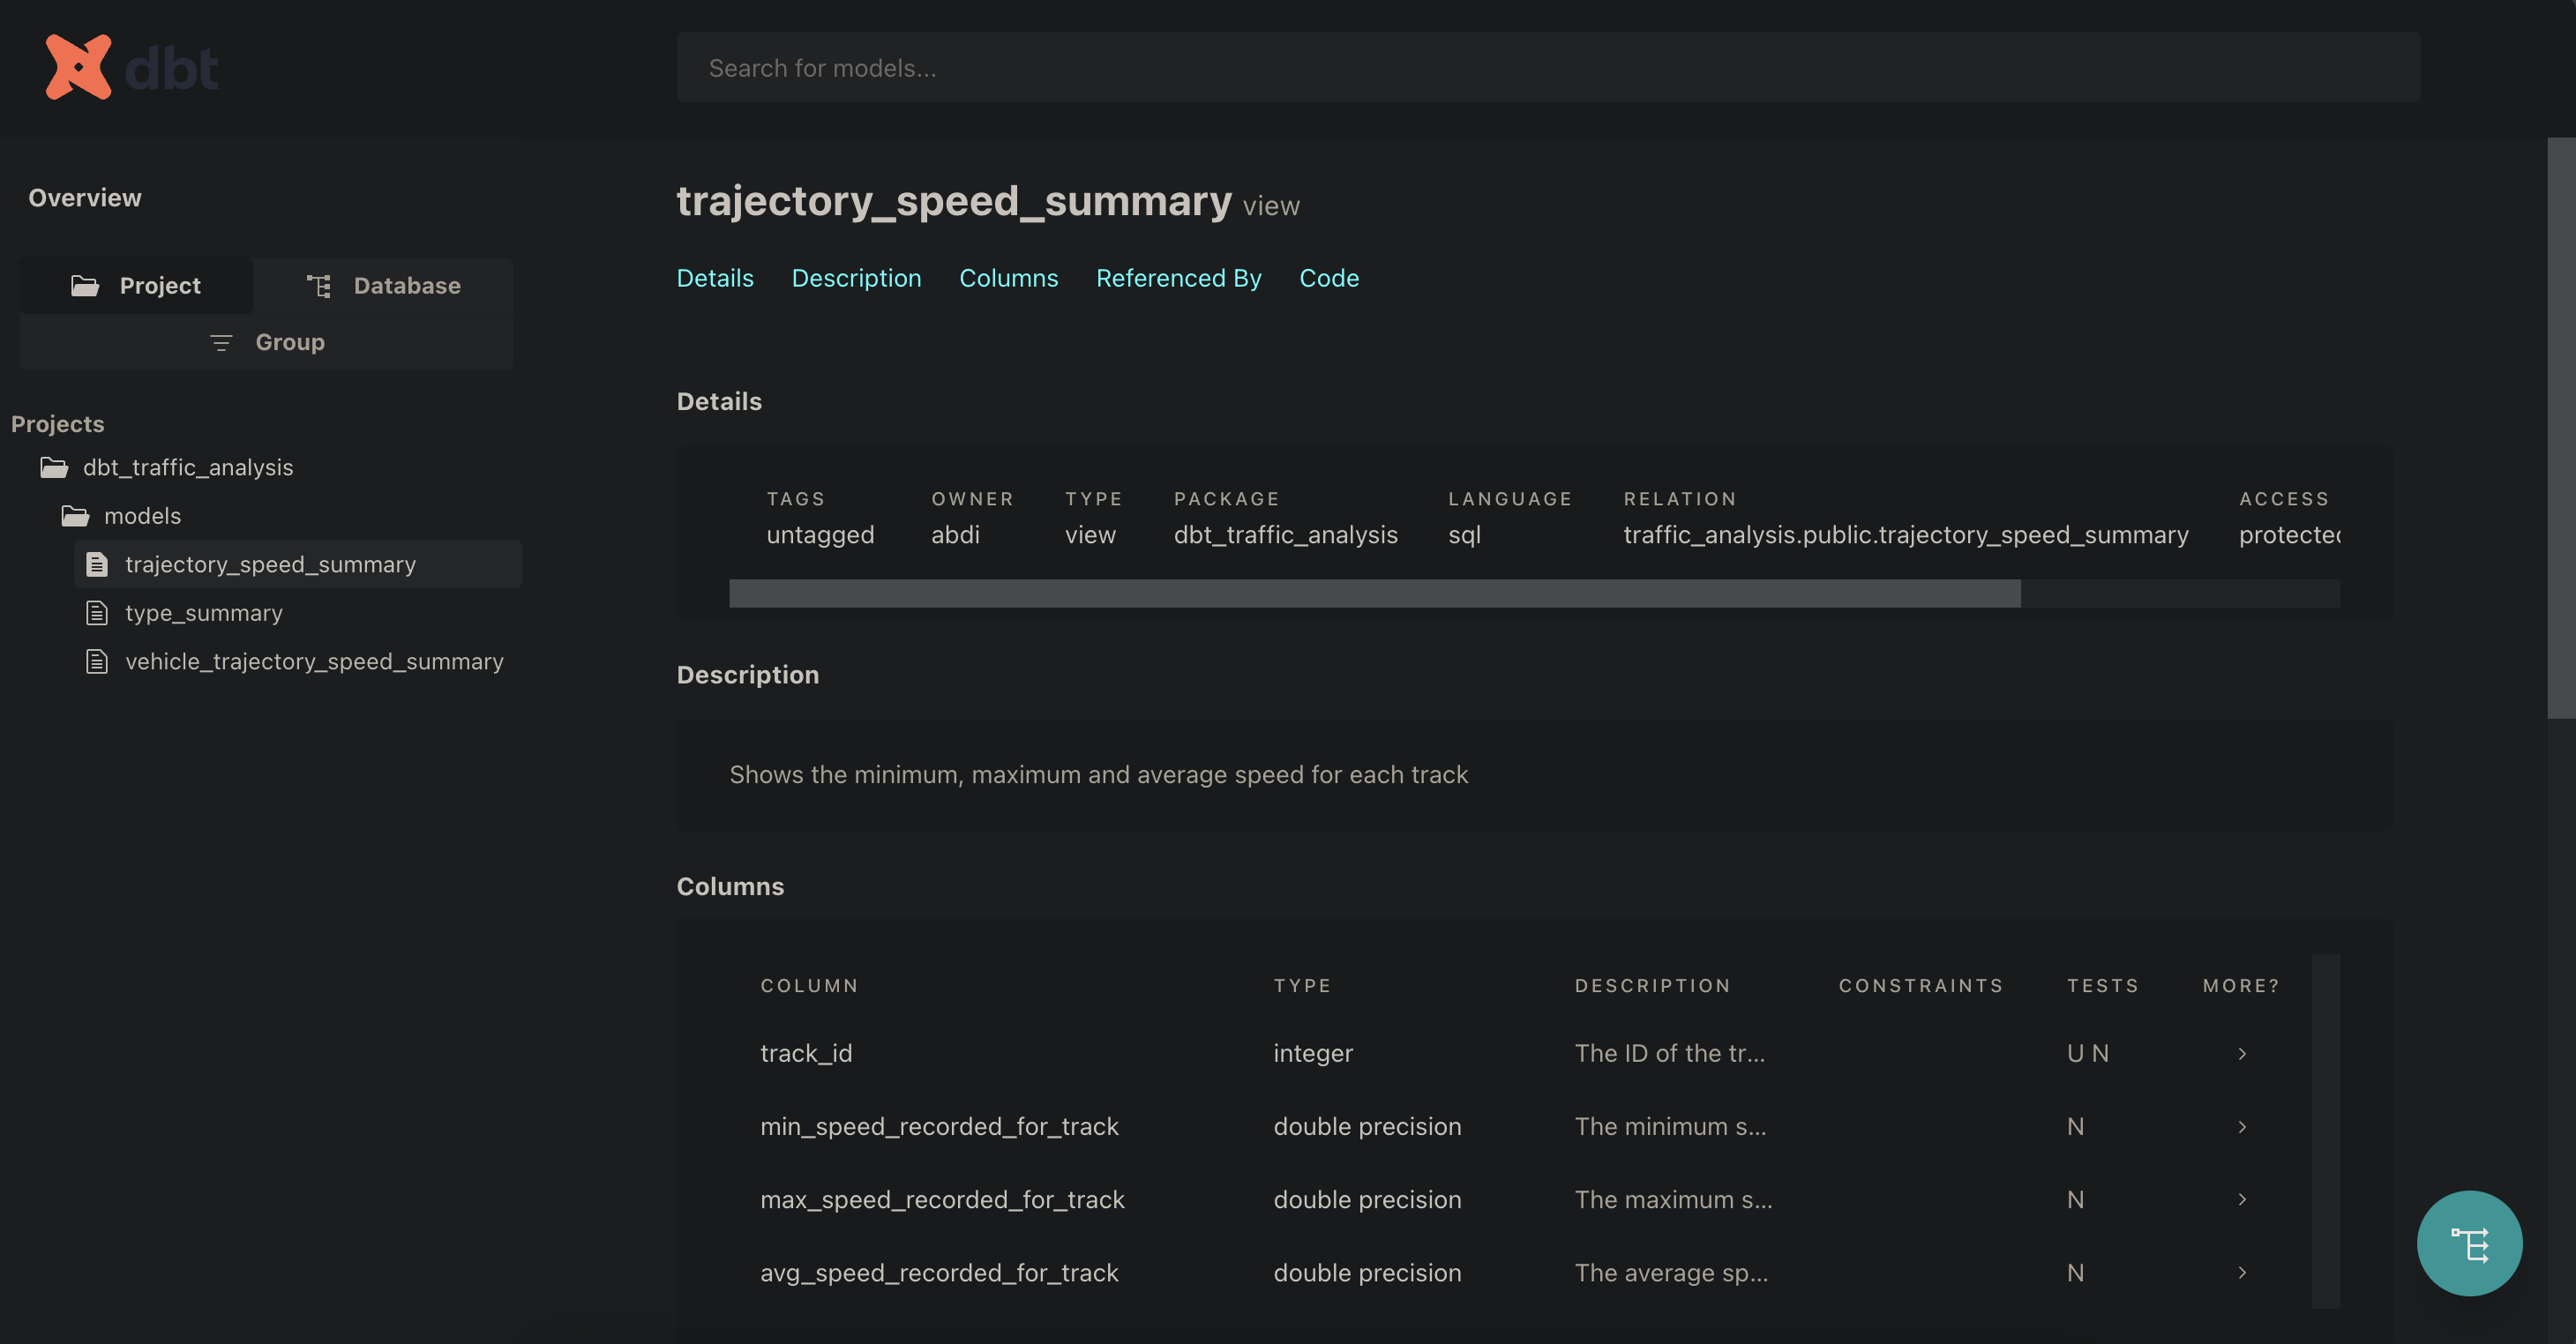 dbt
Search for models...
Overview
Project
Database
Group
Projects
dbt_traffic_analysis
models
trajectory_speed_summary
type_summary
vehicle_trajectory_speed_summary
trajectory_speed_summary view
Details Description Columns Referenced By Code
Details
TAGS OWNER TYPE PACKAGE LANGUAGE RELATION ACCESS
untagged abdi view dbt_traffic_analysis sql traffic_analysis.public.trajectory_speed_summary protected
Description
Shows the minimum, maximum and average speed for each track
Columns
COLUMN TYPE DESCRIPTION CONSTRAINTS TESTS MORE?
track_id integer The ID of the tr... U N
min_speed_recorded_for_track double precision The minimum s... N
max_speed_recorded_for_track double precision The maximum s... N
avg_speed_recorded_for_track double precision The average sp... N